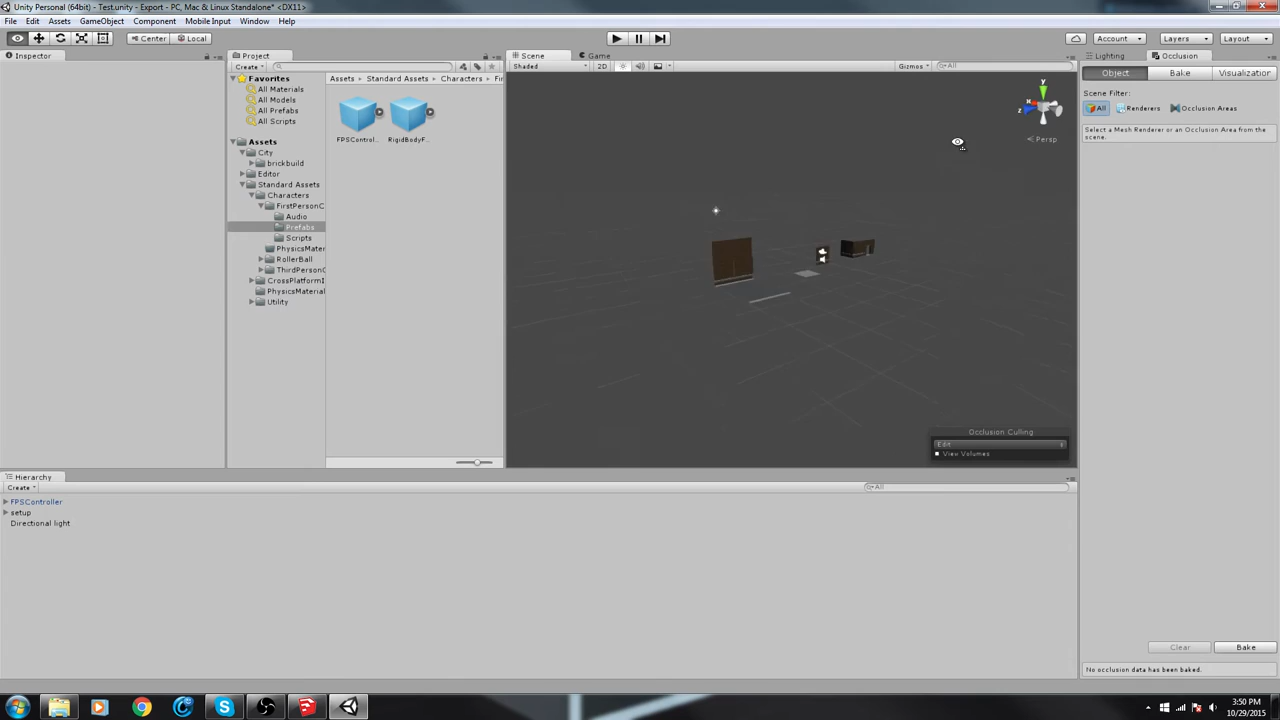 Unity Personal (64bit) - Test.unity - Export - PC, Mac & Linux Standalone* <DX11>
File Edit Assets GameObject Component Mobile Input Window Help
Center Local Account Layers Layout
Inspector Project Scene Game Lighting Occlusion
Create Shaded 2D Gizmos All Object Bake Visualization
Favorites Assets Standard Assets Characters Fir
All Materials
All Models
All Prefabs
All Scripts
Scene Filter:
All Renderers Occlusion Areas
Select a Mesh Renderer or an Occlusion Area from the
scene.
FPSControl... RigidBodyF...
y
x
z
Persp
Assets
City
brickbuild
Editor
Standard Assets
Characters
FirstPersonC
Audio
Prefabs
Scripts
PhysicsMater
RollerBall
ThirdPersonC
CrossPlatformI
PhysicsMaterial
Utility
Occlusion Culling
Edit
View Volumes
Hierarchy
Create All
FPSController
setup
Directional light
Clear Bake
No occlusion data has been baked.
3:50 PM
10/29/2015